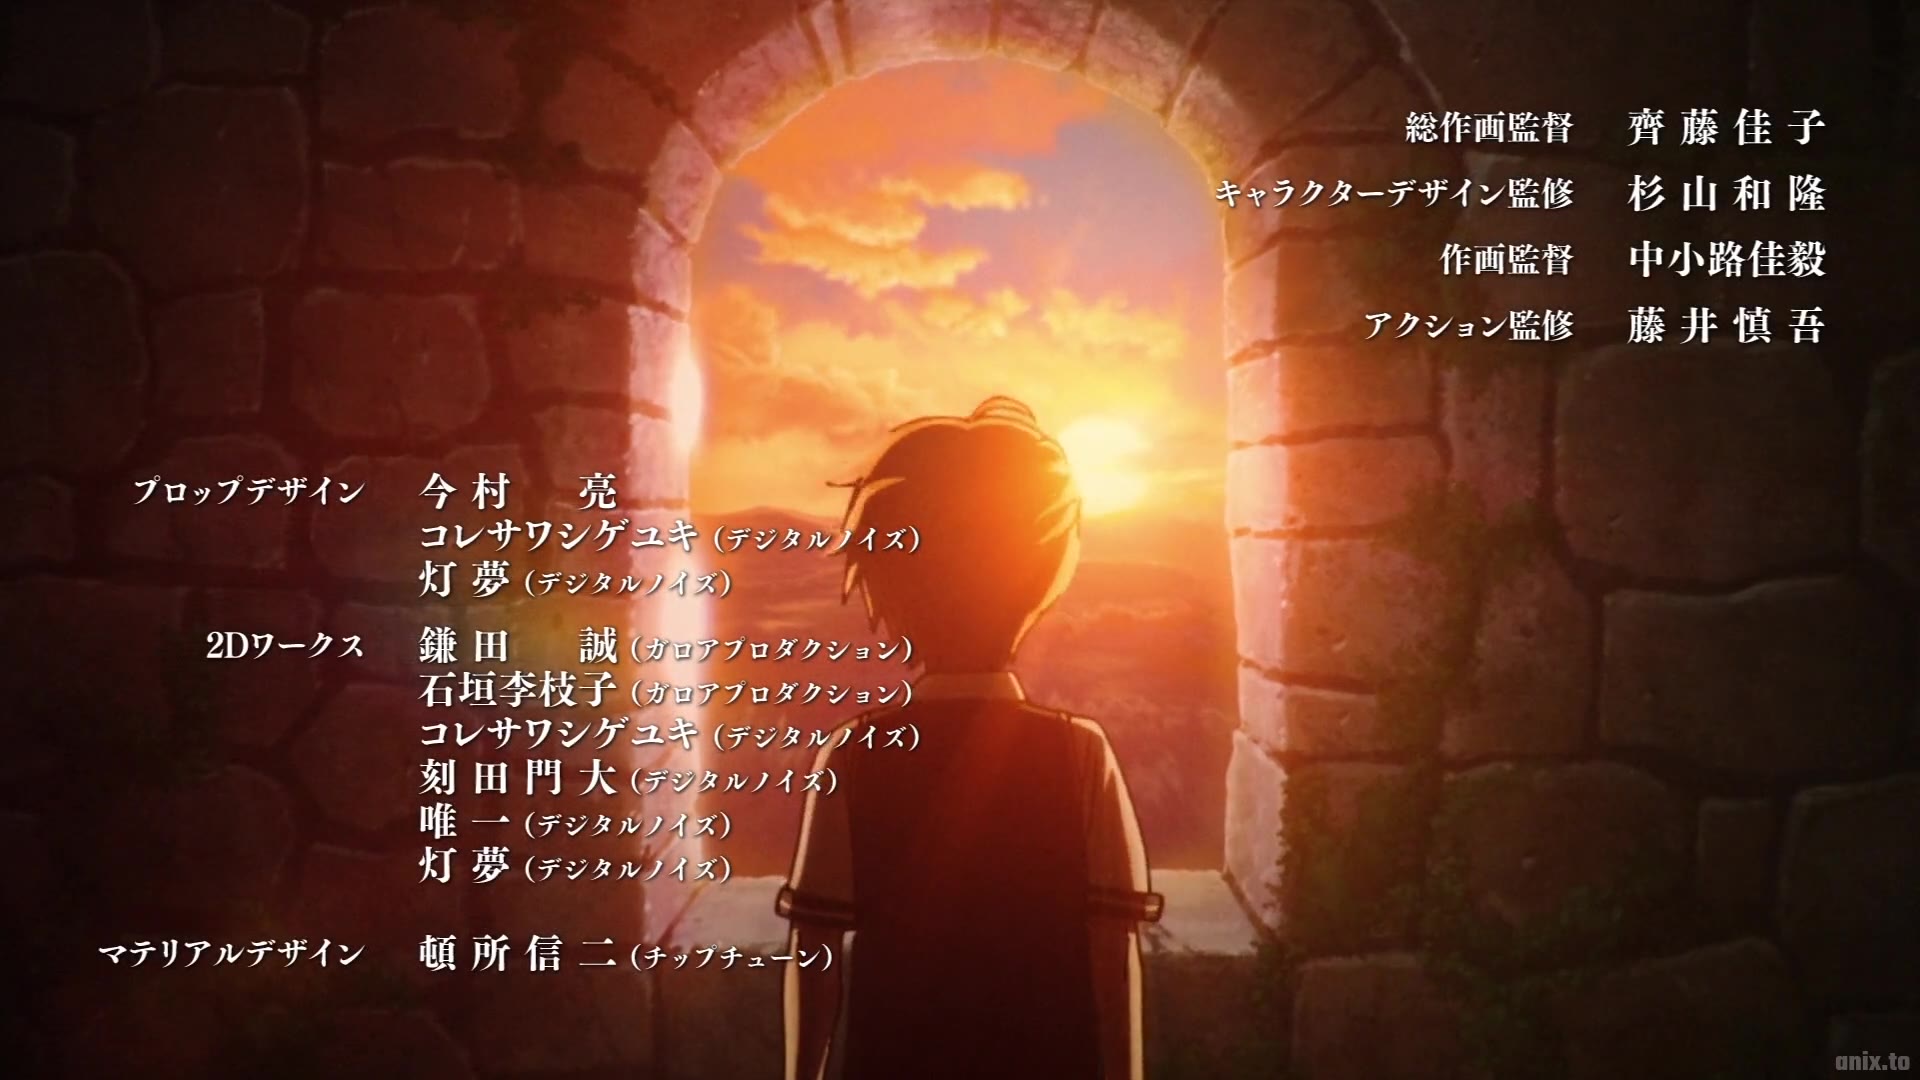 総作画監督 齊藤佳子
キャラクターデザイン監修 杉山和隆
作画監督 中小路佳毅
アクション監修 藤井慎吾
プロップデザイン 今村 亮
コレサワシゲユキ（デジタルノイズ）
灯夢（デジタルノイズ）
2Dワークス 鎌田 誠（ガロアプロダクション）
石垣李枝子（ガロアプロダクション）
コレサワシゲユキ（デジタルノイズ）
刻田門大（デジタルノイズ）
唯一（デジタルノイズ）
灯夢（デジタルノイズ）
マテリアルデザイン 頓所信二（チップチューン）
anix.to